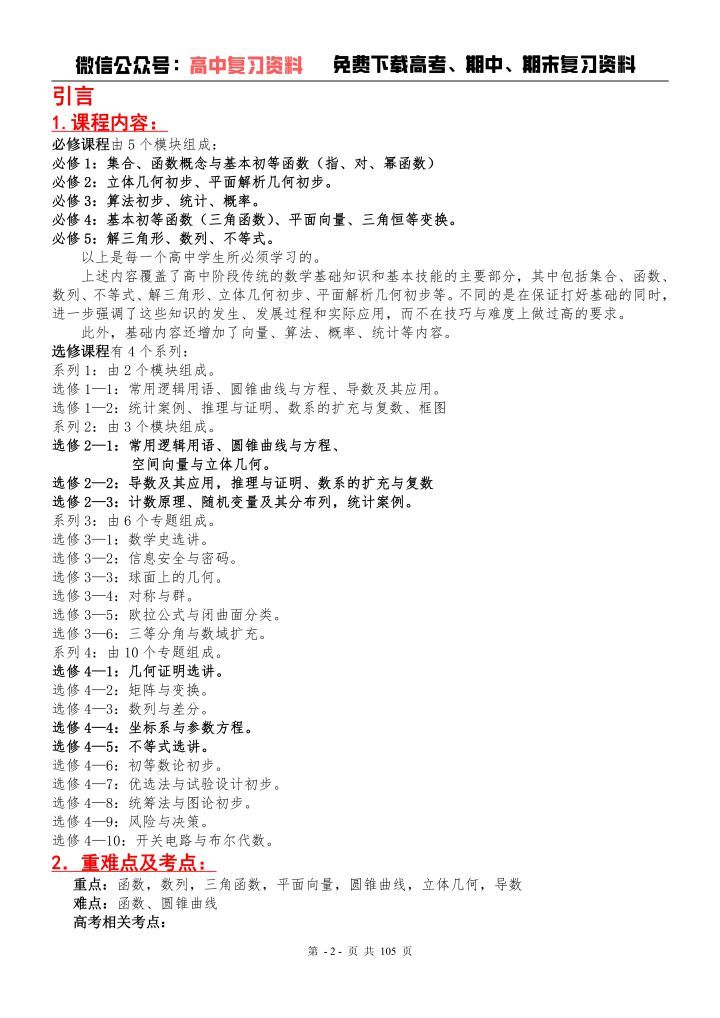 微信公众号：高中复习资料 免费下载高考、期中、期末复习资料
引言
1.课程内容：
必修课程由5个模块组成：
必修1：集合、函数概念与基本初等函数（指、对、幂函数）
必修2：立体几何初步、平面解析几何初步。
必修3：算法初步、统计、概率。
必修4：基本初等函数（三角函数）、平面向量、三角恒等变换。
必修5：解三角形、数列、不等式。
以上是每一个高中学生所必须学习的。
上述内容覆盖了高中阶段传统的数学基础知识和基本技能的主要部分，其中包括集合、函数、
数列、不等式、解三角形、立体几何初步、平面解析几何初步等。不同的是在保证打好基础的同时，
进一步强调了这些知识的发生、发展过程和实际应用，而不在技巧与难度上做过高的要求。
此外，基础内容还增加了向量、算法、概率、统计等内容。
选修课程有4个系列：
系列1：由2个模块组成。
选修1—1：常用逻辑用语、圆锥曲线与方程、导数及其应用。
选修1—2：统计案例、推理与证明、数系的扩充与复数、框图
系列2：由3个模块组成。
选修2—1：常用逻辑用语、圆锥曲线与方程、
空间向量与立体几何。
选修2—2：导数及其应用，推理与证明、数系的扩充与复数
选修2—3：计数原理、随机变量及其分布列，统计案例。
系列3：由6个专题组成。
选修3—1：数学史选讲。
选修3—2：信息安全与密码。
选修3—3：球面上的几何。
选修3—4：对称与群。
选修3—5：欧拉公式与闭曲面分类。
选修3—6：三等分角与数域扩充。
系列4：由10个专题组成。
选修4—1：几何证明选讲。
选修4—2：矩阵与变换。
选修4—3：数列与差分。
选修4—4：坐标系与参数方程。
选修4—5：不等式选讲。
选修4—6：初等数论初步。
选修4—7：优选法与试验设计初步。
选修4—8：统筹法与图论初步。
选修4—9：风险与决策。
选修4—10：开关电路与布尔代数。
2．重难点及考点：
重点：函数，数列，三角函数，平面向量，圆锥曲线，立体几何，导数
难点：函数、圆锥曲线
高考相关考点：
第 - 2 - 页 共 105 页